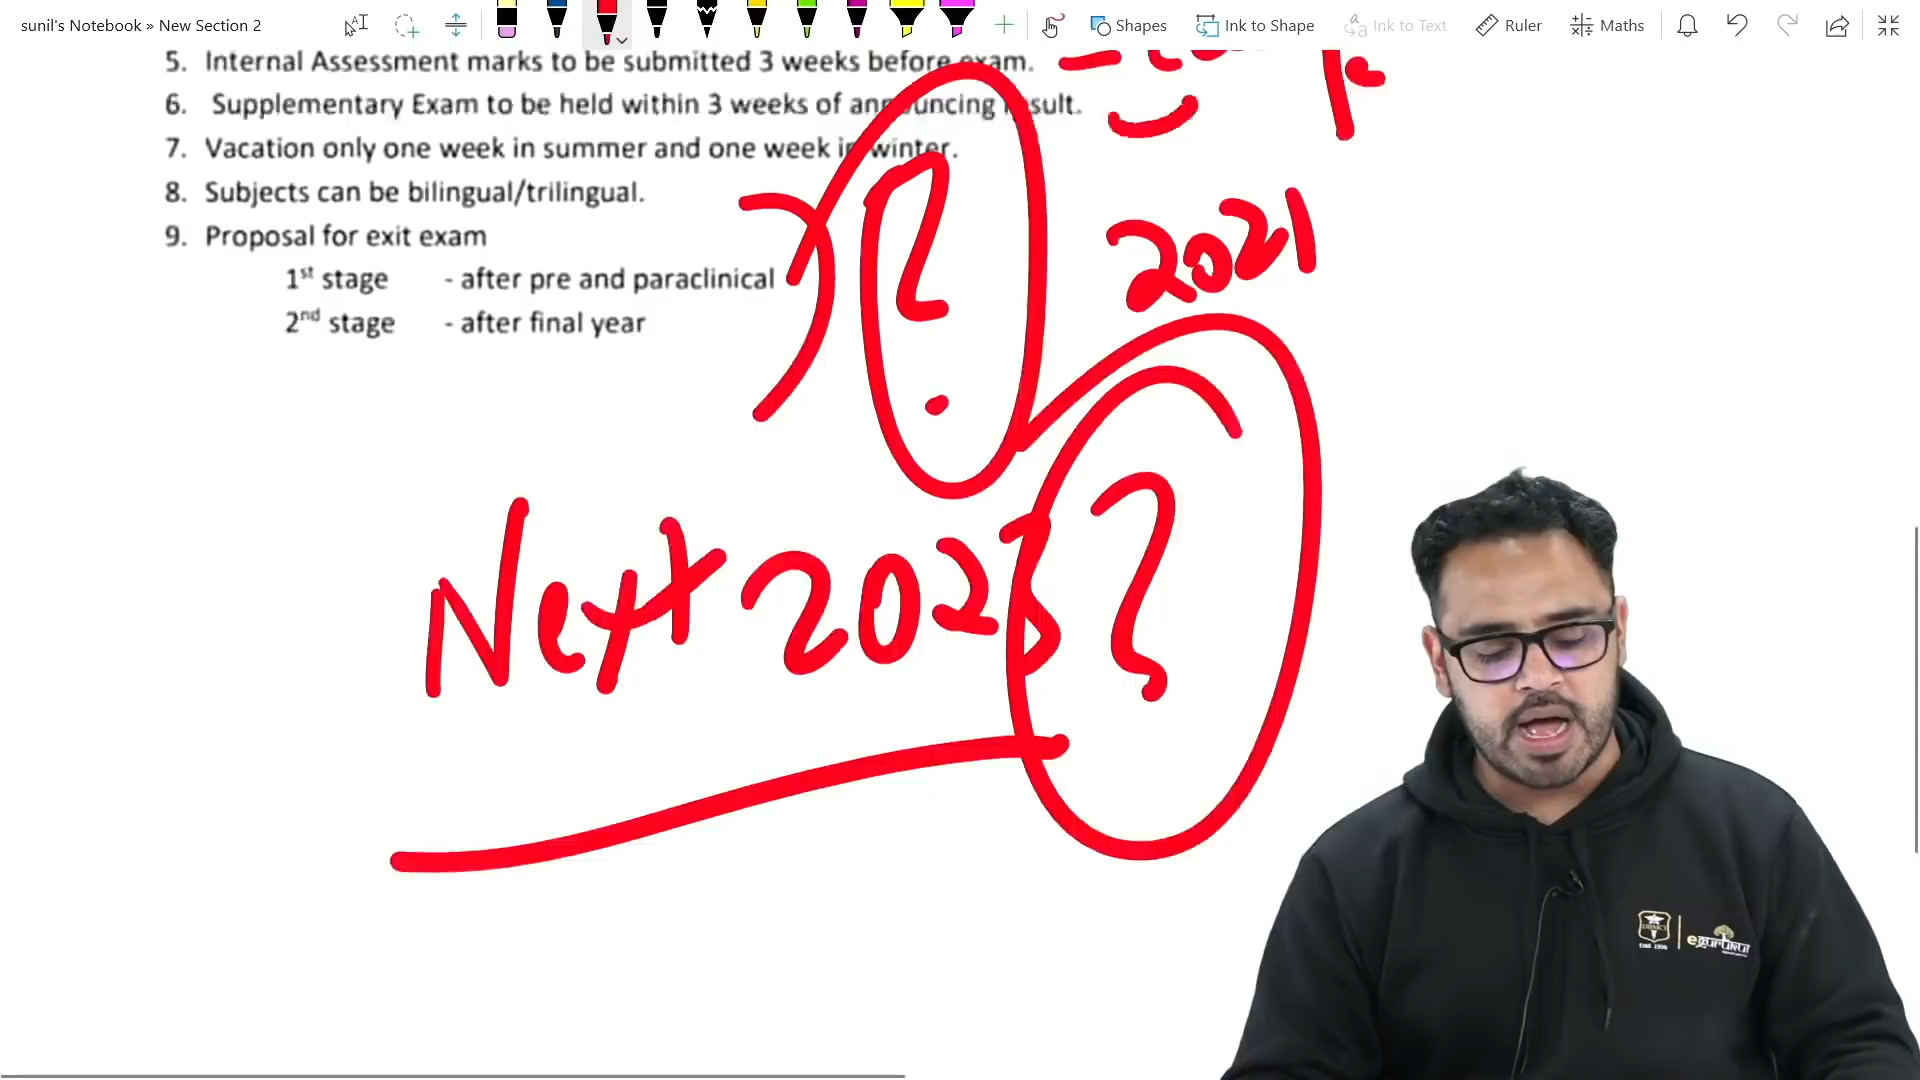 sunil's Notebook » New Section 2
Shapes
Ink to Shape
Ink to Text
Ruler
Maths
5. Internal Assessment marks to be submitted 3 weeks before exam.
6. Supplementary Exam to be held within 3 weeks of announcing result.
7. Vacation only one week in summer and one week in winter.
8. Subjects can be bilingual/trilingual.
9. Proposal for exit exam
1st stage - after pre and paraclinical
2nd stage - after final year
?
2021
Next 2023 ?
DBMCI
egurukul